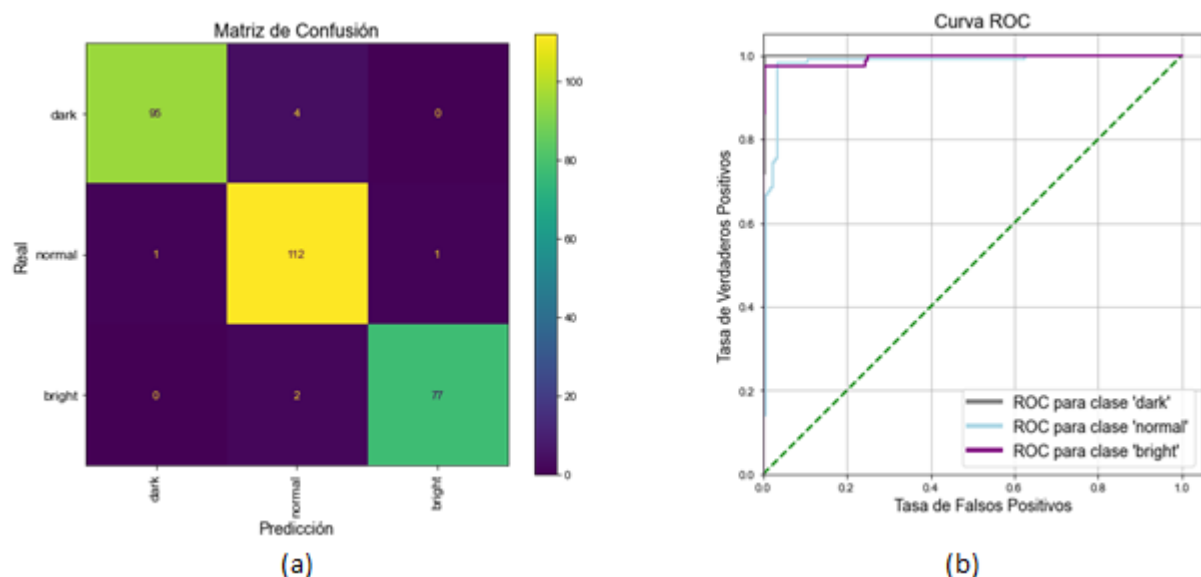 Matriz de Confusión
dark
normal
bright
Real
95
4
0
1
112
1
0
2
77
dark
normal
bright
Predicción
100
80
60
40
20
0
(a)
Curva ROC
Tasa de Verdaderos Positivos
1.0
0.8
0.6
0.4
0.2
0.0
ROC para clase 'dark'
ROC para clase 'normal'
ROC para clase 'bright'
0.0 0.2 0.4 0.6 0.8 1.0
Tasa de Falsos Positivos
(b)